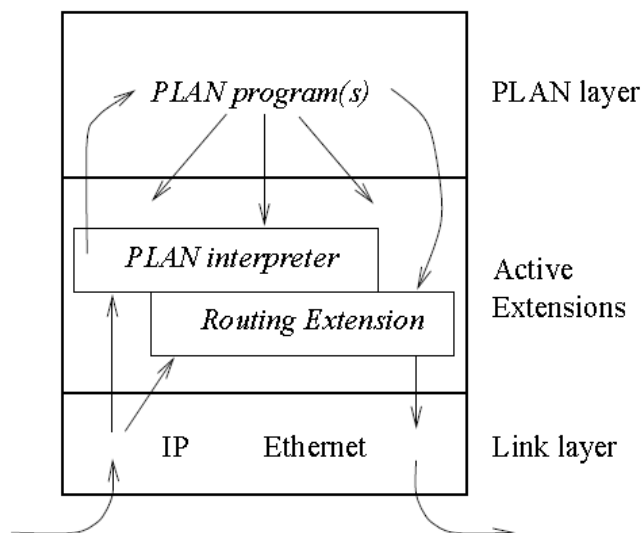 PLAN program(s)
PLAN layer
PLAN interpreter
Routing Extension
Active
Extensions
IP
Ethernet
Link layer